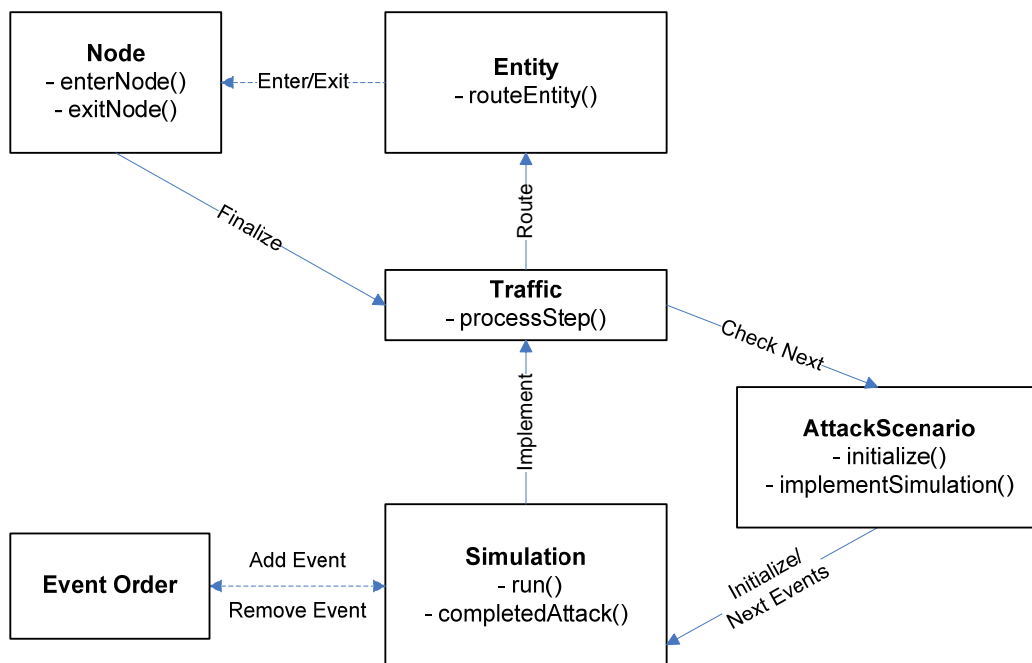 Node
- enterNode()
- exitNode()
Enter/Exit
Entity
- routeEntity()
Finalize
Route
Traffic
- processStep()
Check Next
AttackScenario
- initialize()
- implementSimulation()
Implement
Initialize/
Next Events
Event Order
Add Event
Remove Event
Simulation
- run()
- completedAttack()